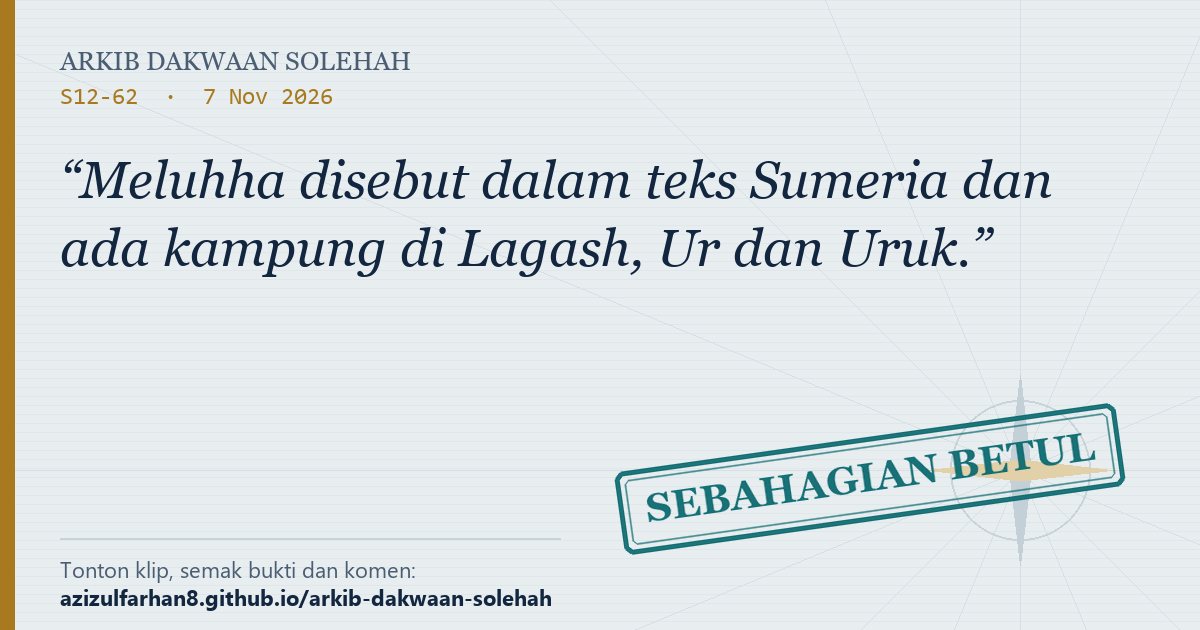 ARKIB DAKWAAN SOLEHAH
S12-62 · 7 Nov 2026
“Meluhha disebut dalam teks Sumeria dan
ada kampung di Lagash, Ur dan Uruk.”
SEBAHAGIAN BETUL
Tonton klip, semak bukti dan komen:
azizulfarhan8.github.io/arkib-dakwaan-solehah